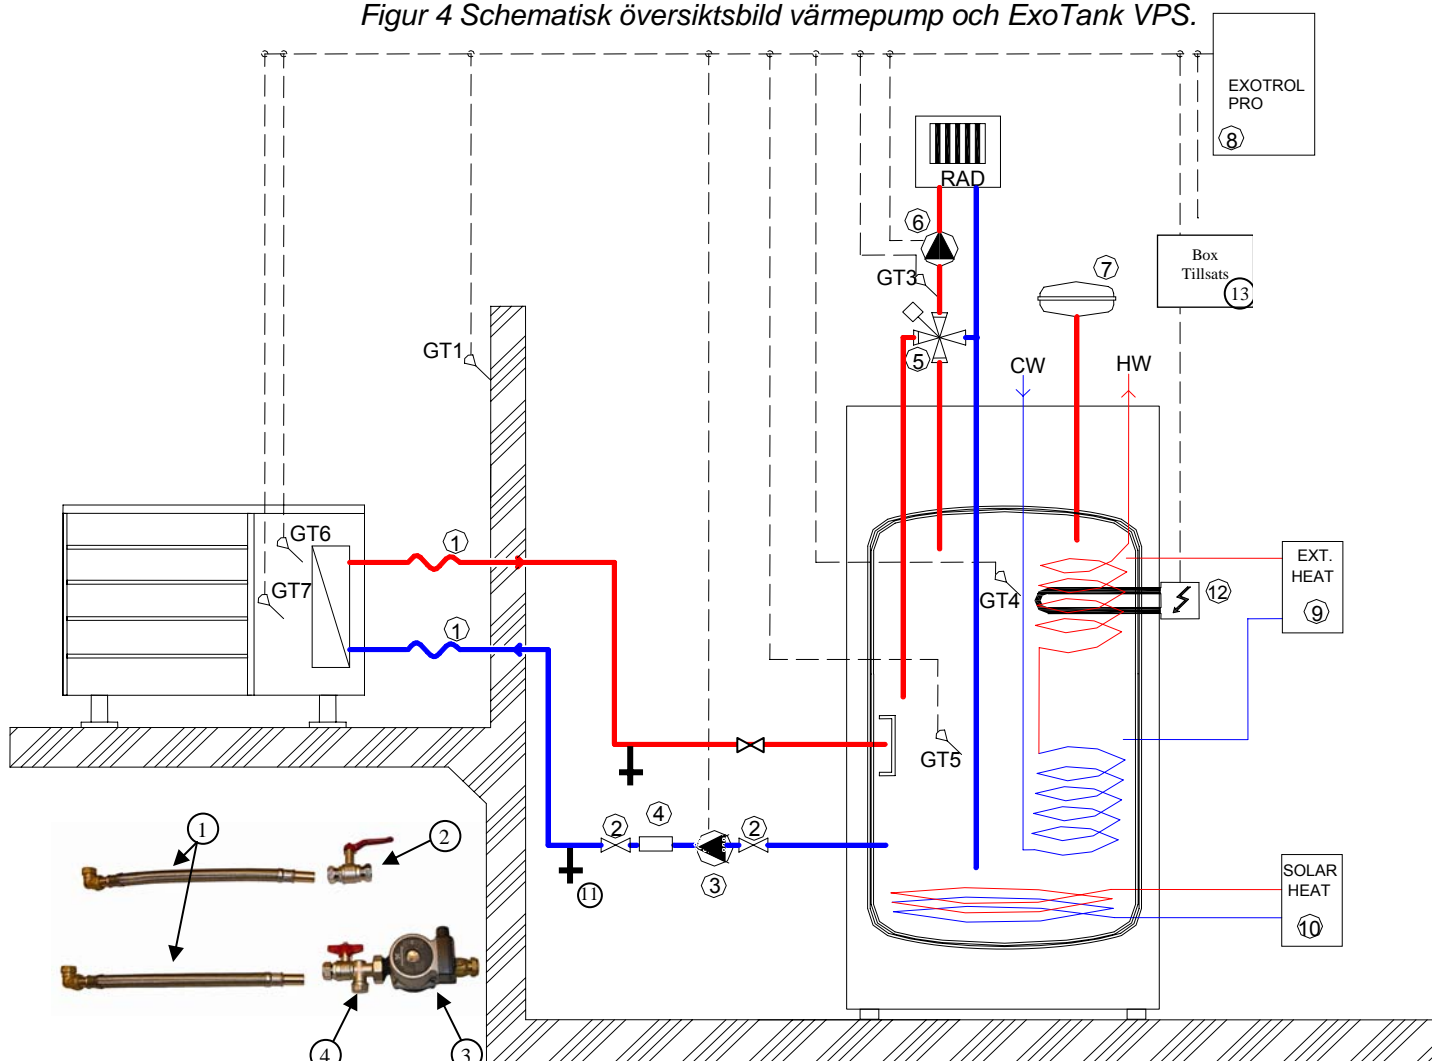 Figur 4 Schematisk översiktsbild värmepump och ExoTank VPS.
EXOTROL
PRO
8
RAD
6
Box
Tillsats
13
7
GT3
5
GT1
CW
HW
GT6
1
EXT.
HEAT
9
GT7
GT4
12
1
GT5
2
4
2
3
11
1
2
SOLAR
HEAT
10
4
3